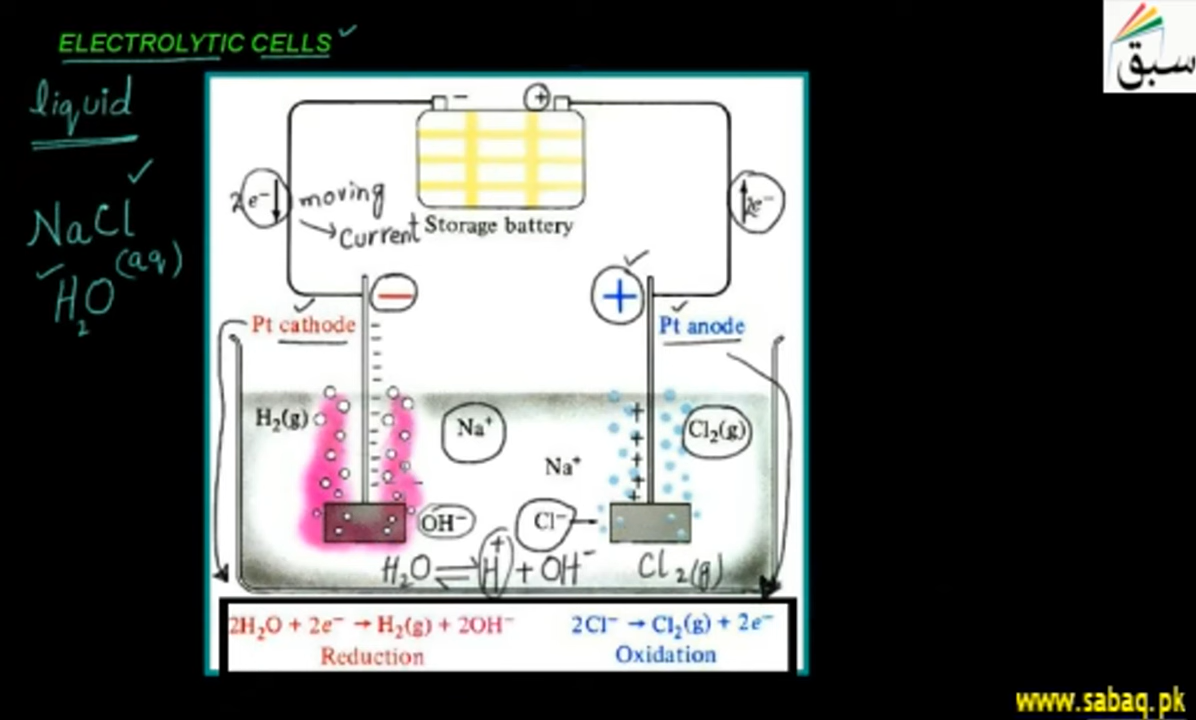 ELECTROLYTIC CELLS
سبق
liquid
NaCl
(aq)
H₂O
- +
2e⁻
moving
→ Current
Storage battery
2e⁻
− +
Pt cathode
Pt anode
H₂(g)
Na⁺
Cl₂(g)
Na⁺
OH⁻
Cl⁻
H₂O ⇌ H⁺ + OH⁻
Cl₂(g)
2H₂O + 2e⁻ → H₂(g) + 2OH⁻
Reduction
2Cl⁻ → Cl₂(g) + 2e⁻
Oxidation
www.sabaq.pk